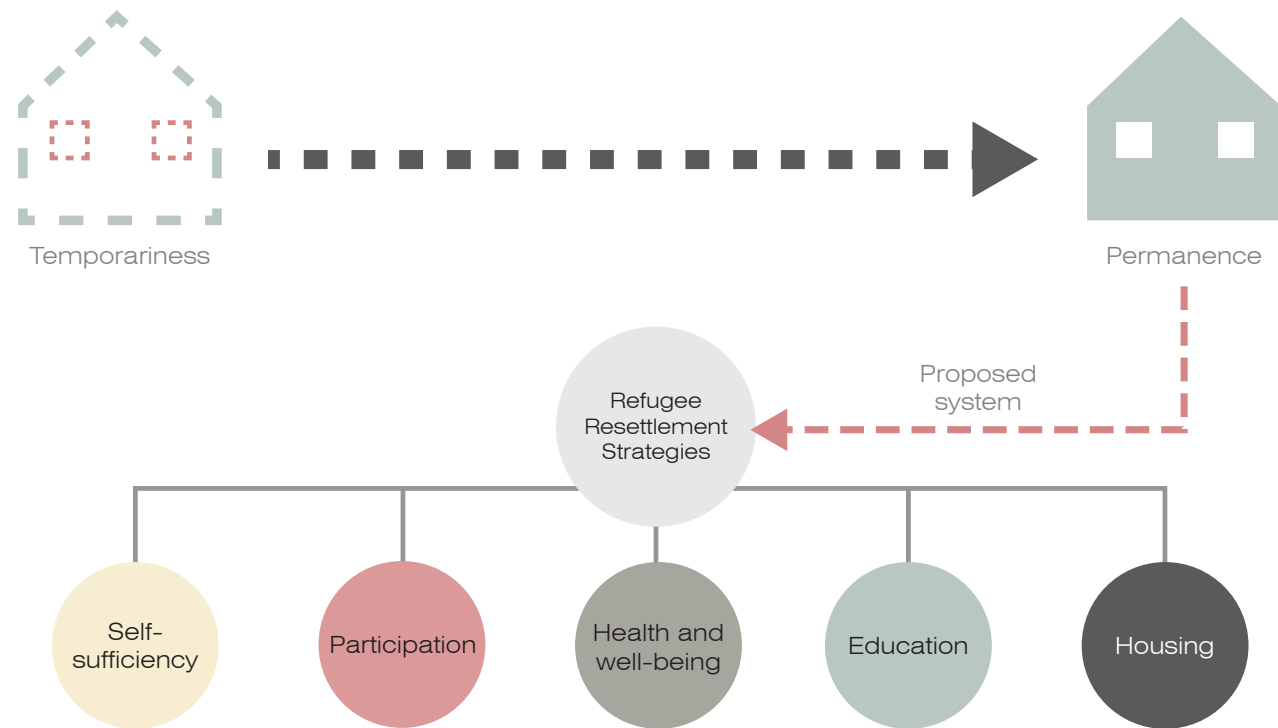 Temporariness
Permanence
Proposed
system
Refugee
Resettlement
Strategies
Self-
sufficiency
Participation
Health and
well-being
Education
Housing